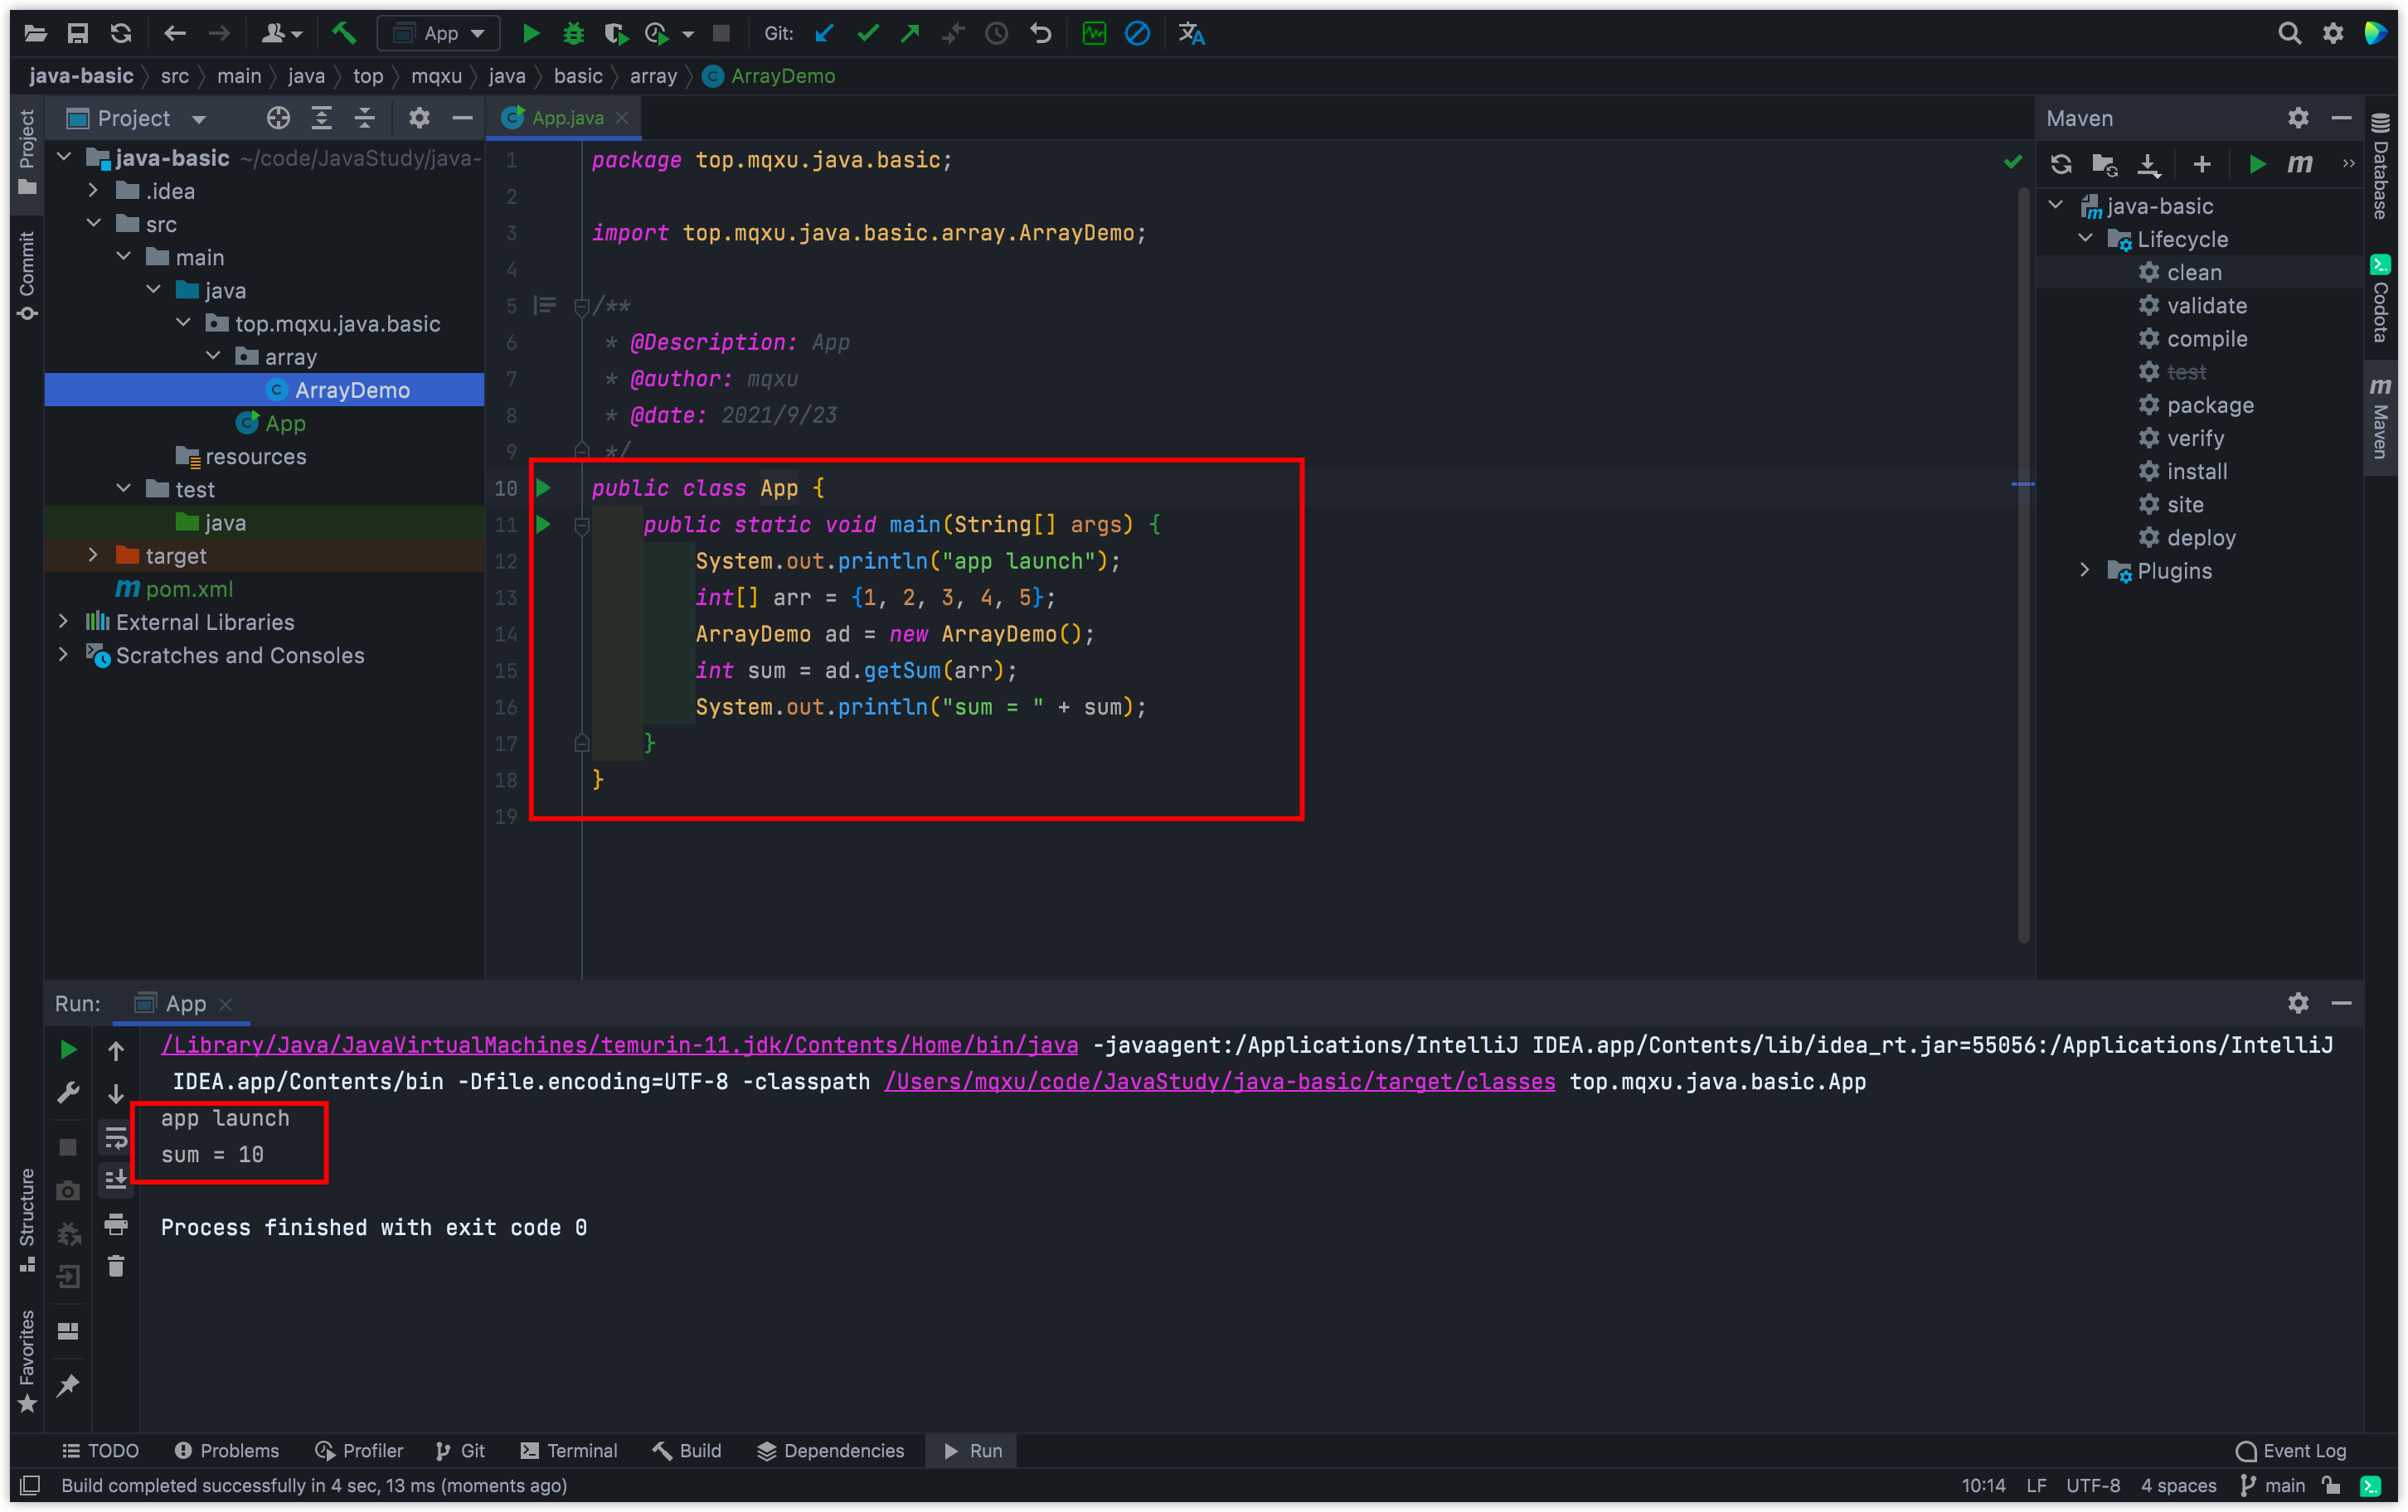 App
Git:
java-basic src main java top mqxu java basic array ArrayDemo
Project
Commit
Structure
Favorites
Project
java-basic ~/code/JavaStudy/java-
.idea
src
main
java
top.mqxu.java.basic
array
ArrayDemo
App
resources
test
java
target
pom.xml
External Libraries
Scratches and Consoles
App.java
1 package top.mqxu.java.basic;
2
3 import top.mqxu.java.basic.array.ArrayDemo;
4
5 /**
6 * @Description: App
7 * @author: mqxu
8 * @date: 2021/9/23
9 */
10 public class App {
11 public static void main(String[] args) {
12 System.out.println("app launch");
13 int[] arr = {1, 2, 3, 4, 5};
14 ArrayDemo ad = new ArrayDemo();
15 int sum = ad.getSum(arr);
16 System.out.println("sum = " + sum);
17 }
18 }
19
Maven
java-basic
Lifecycle
clean
validate
compile
test
package
verify
install
site
deploy
Plugins
Database
Codota
Maven
Run: App
/Library/Java/JavaVirtualMachines/temurin-11.jdk/Contents/Home/bin/java -javaagent:/Applications/IntelliJ IDEA.app/Contents/lib/idea_rt.jar=55056:/Applications/IntelliJ
IDEA.app/Contents/bin -Dfile.encoding=UTF-8 -classpath /Users/mqxu/code/JavaStudy/java-basic/target/classes top.mqxu.java.basic.App
app launch
sum = 10
Process finished with exit code 0
TODO Problems Profiler Git Terminal Build Dependencies Run Event Log
Build completed successfully in 4 sec, 13 ms (moments ago) 10:14 LF UTF-8 4 spaces main